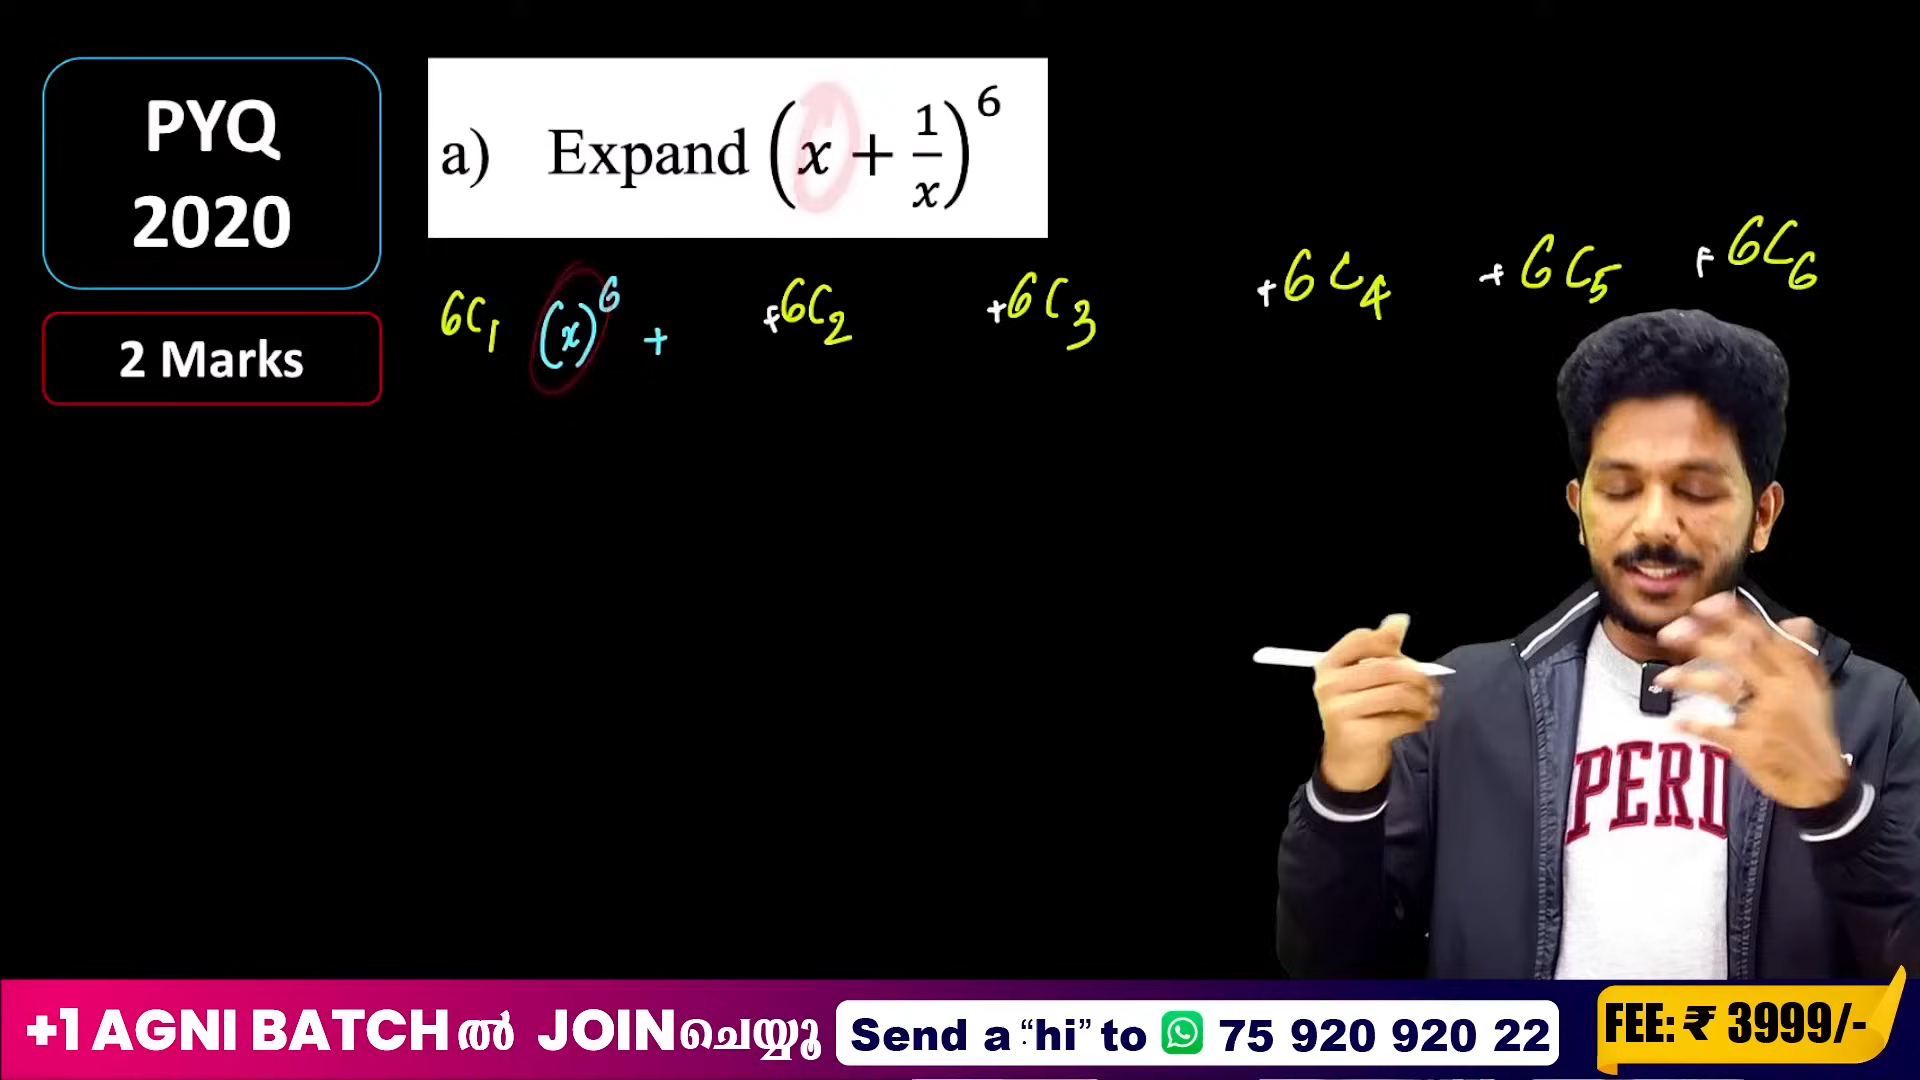 PYQ
2020
2 Marks
a) Expand (x + 1/x)^6
6C1 (x)^6 + +6C2 +6C3 +6C4 +6C5 +6C6
PERD
+1 AGNI BATCH ൽ JOIN ചെയ്യൂ
Send a “hi” to 75 920 920 22
FEE: ₹ 3999/-